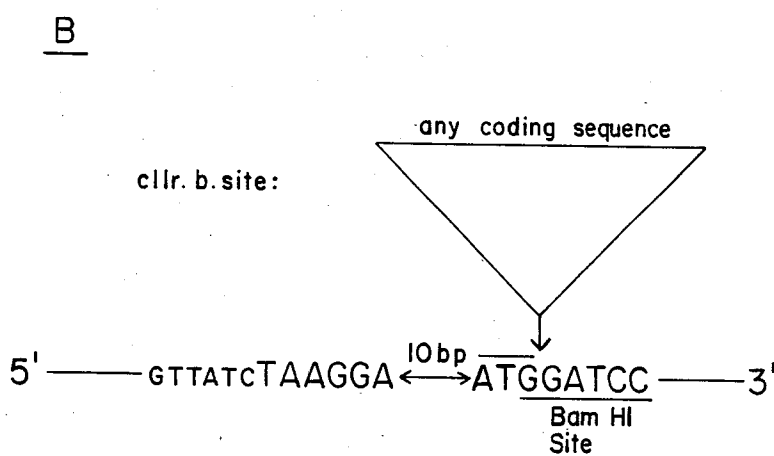 B
any coding sequence
cIIr. b. site:
10bp
5' GTTATCTAAGGA ATGGATCC 3'
Bam HI
Site